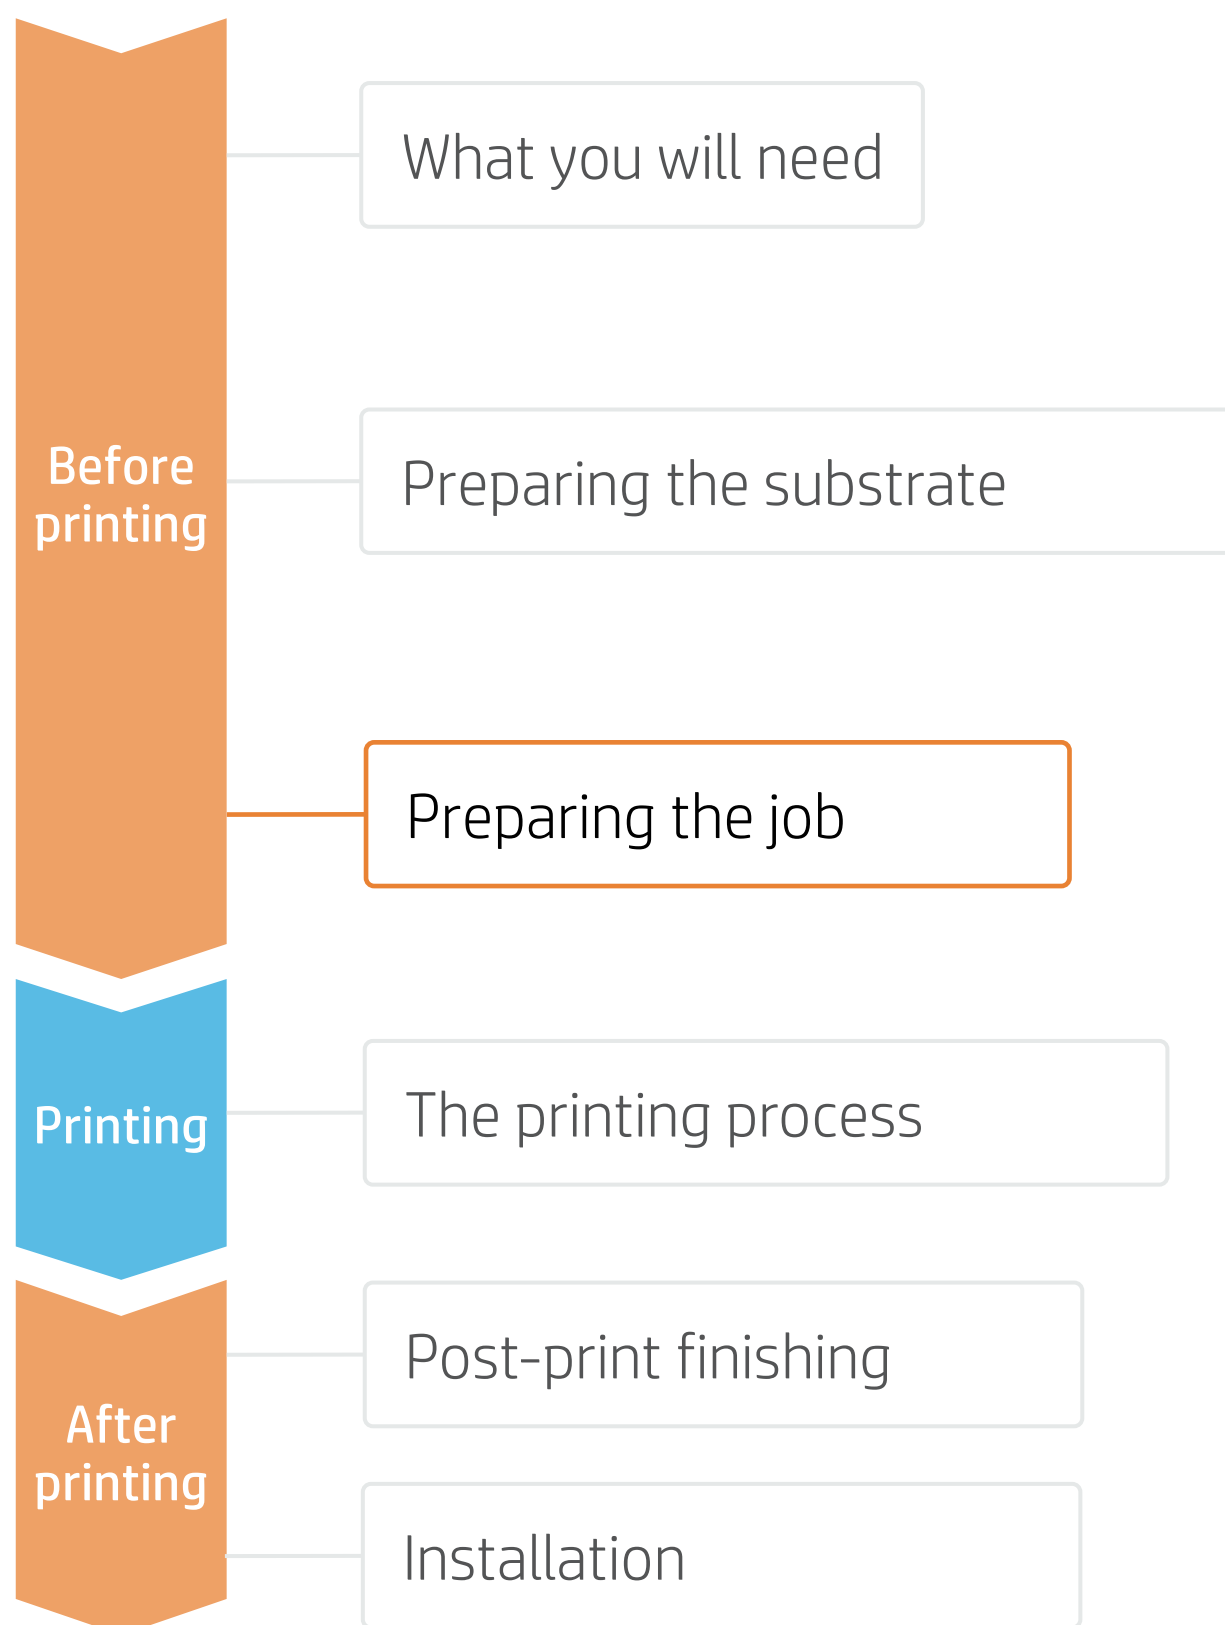 What you will need
Before
printing
Preparing the substrate
Preparing the job
Printing
The printing process
After
printing
Post-print finishing
Installation